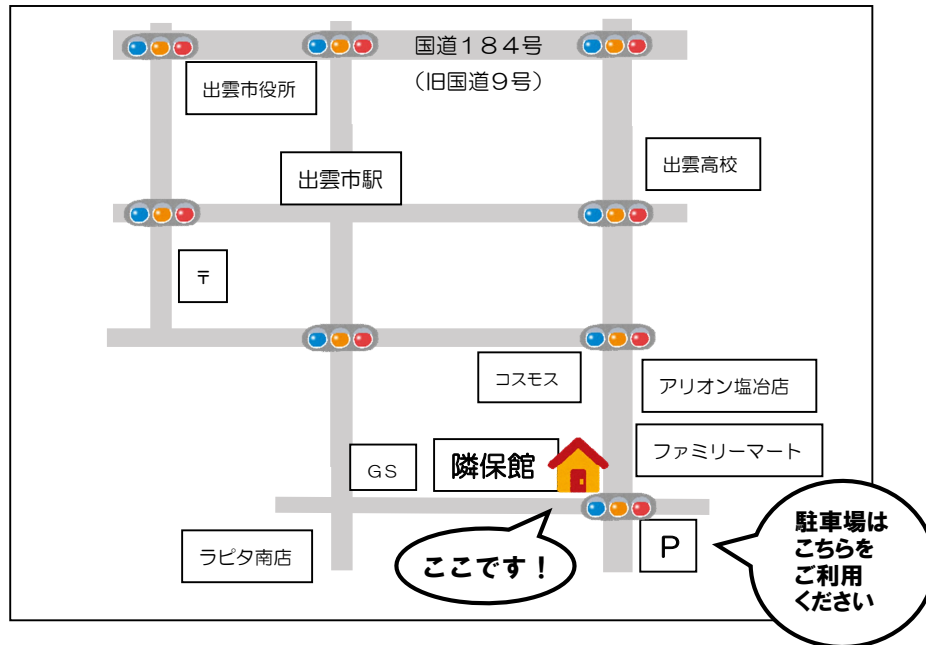 国道１８４号
（旧国道９号）
出雲市役所
出雲市駅
出雲高校
〒
コスモス
アリオン塩冶店
ファミリーマート
GS
隣保館
ラピタ南店
ここです！
P
駐車場は
こちらを
ご利用
ください